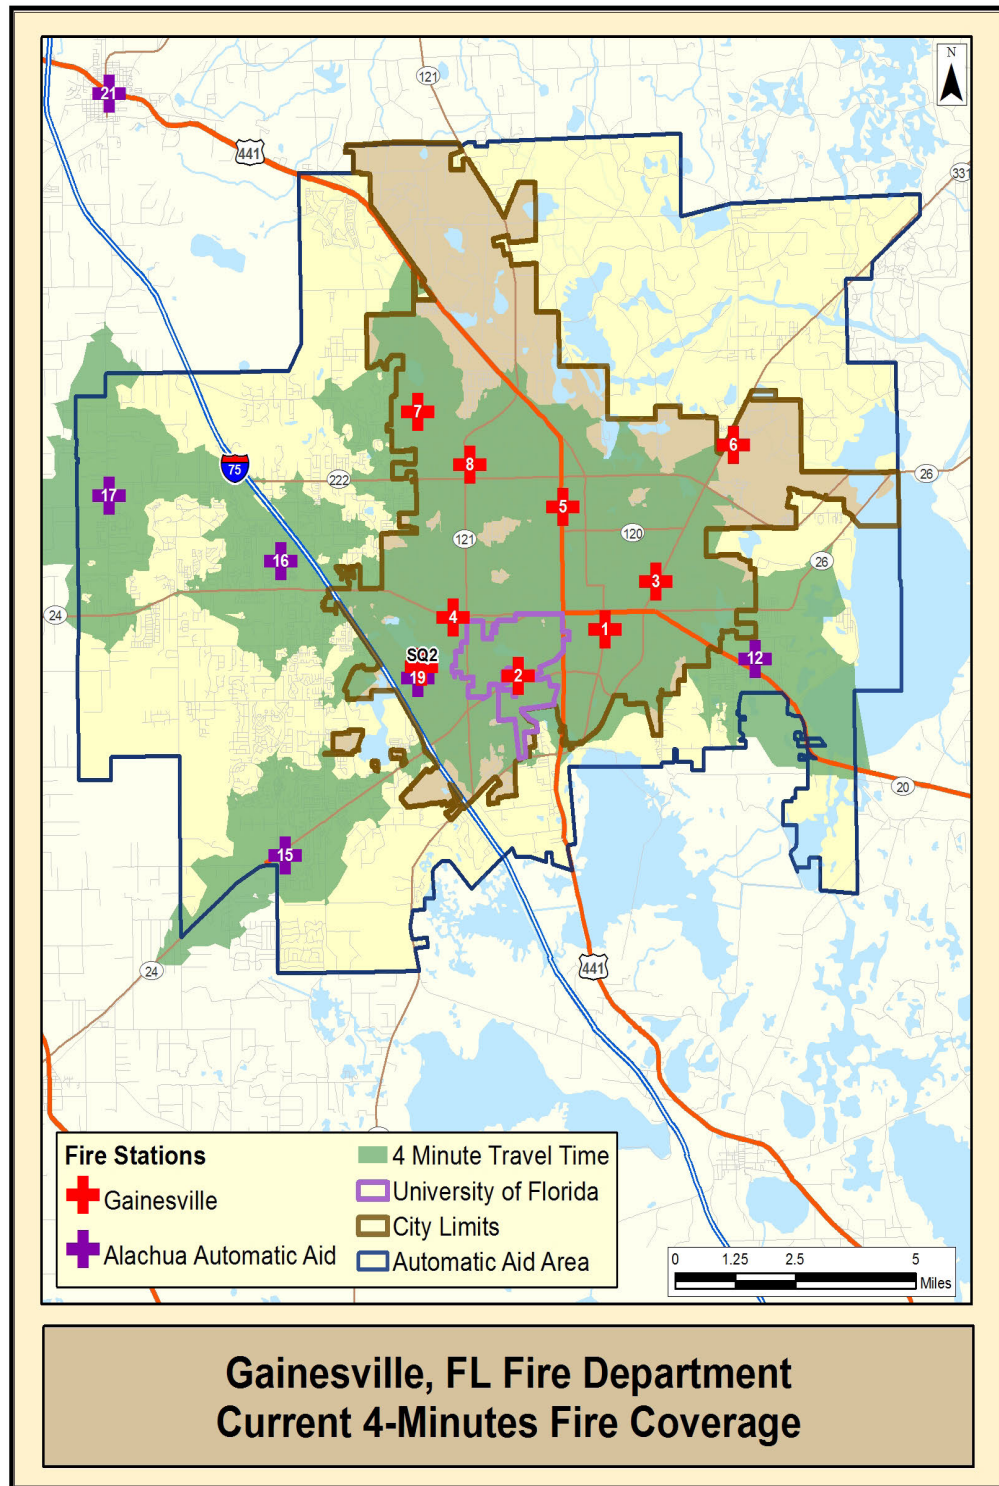 N
121
21
441
331
7
6
8
75
222
26
17
5
121
120
16
26
3
24
4
1
SQ2
12
19
2
20
15
24
441
Fire Stations
Gainesville
Alachua Automatic Aid
4 Minute Travel Time
University of Florida
City Limits
Automatic Aid Area
0 1.25 2.5 5
Miles
Gainesville, FL Fire Department
Current 4-Minutes Fire Coverage